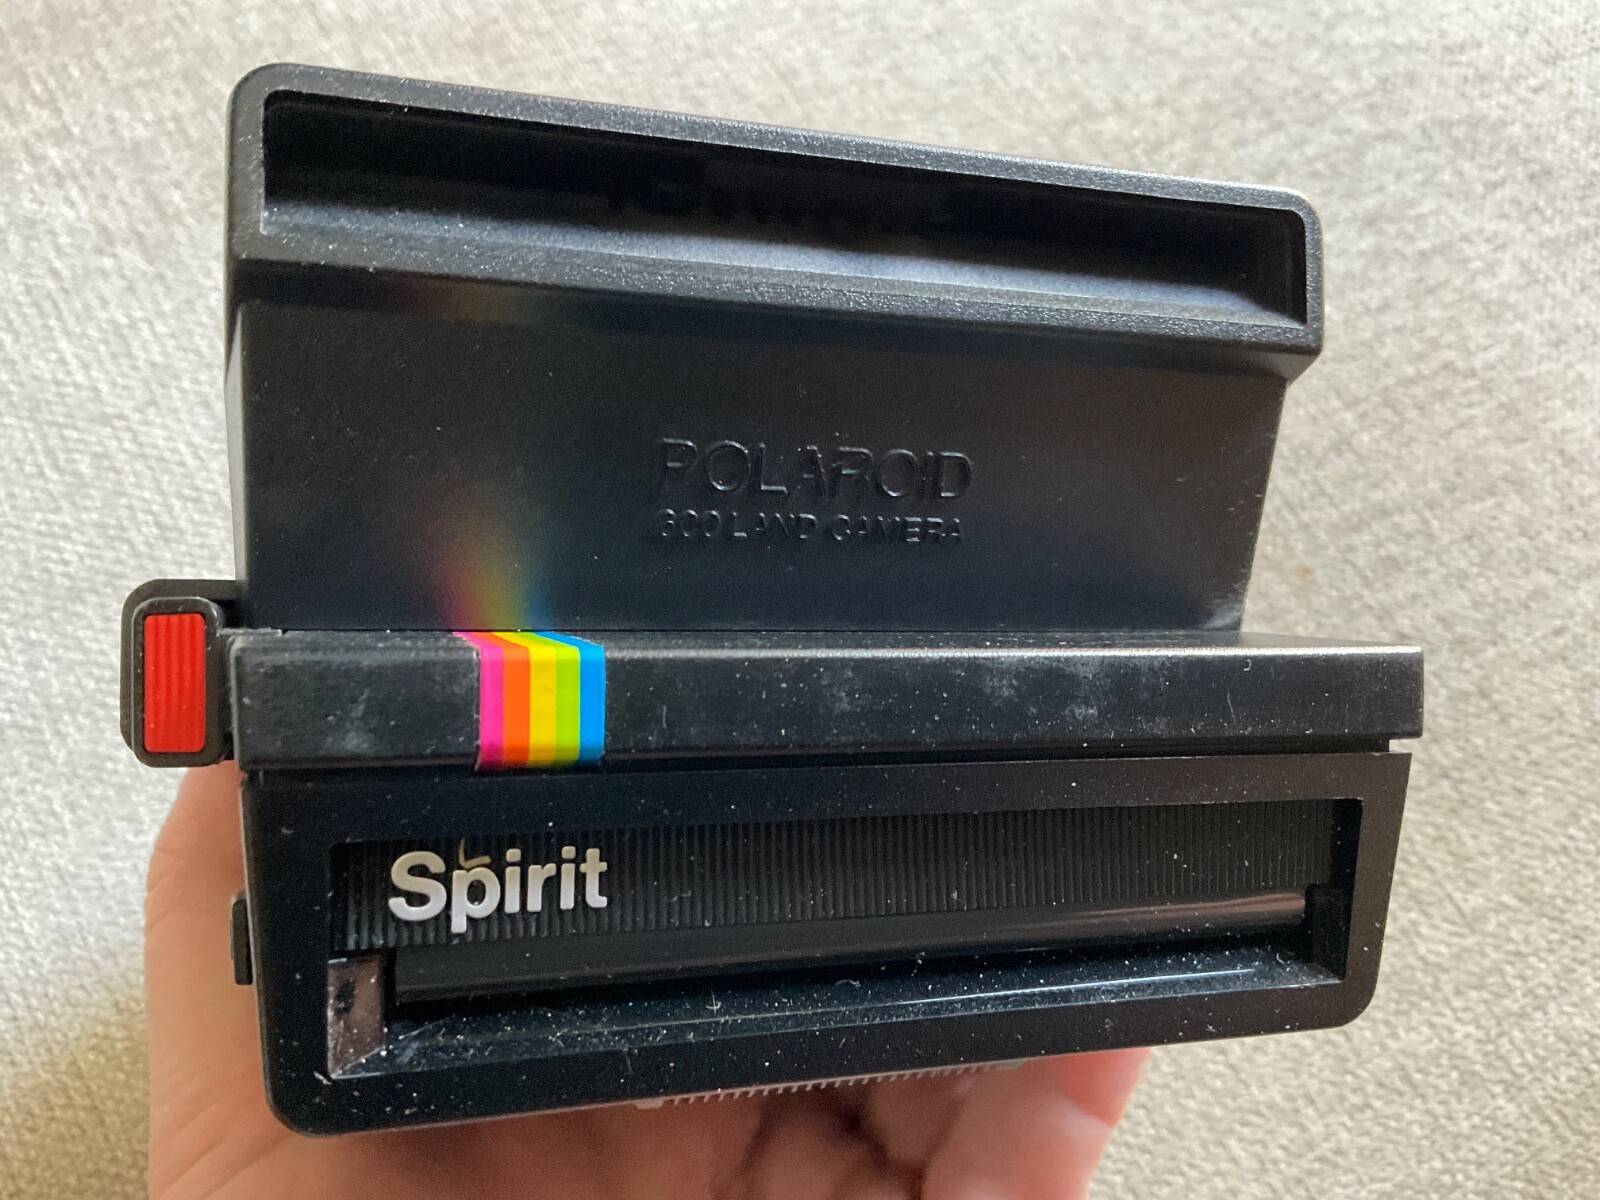 POLAROID
600 LAND CAMERA
Spirit